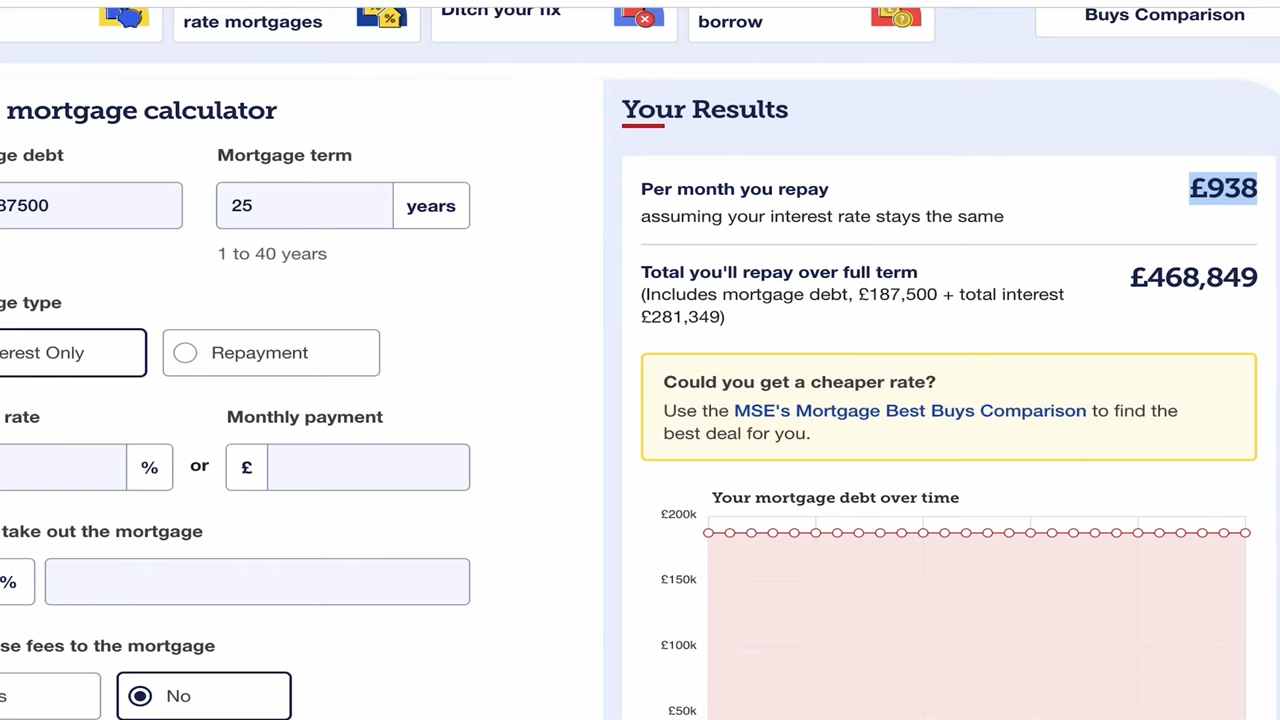 rate mortgages
Ditch your fix
borrow
Buys Comparison
mortgage calculator
ge debt
Mortgage term
87500
25
years
1 to 40 years
ge type
erest Only
Repayment
rate
Monthly payment
%
or
£
take out the mortgage
%
se fees to the mortgage
s
No
Your Results
Per month you repay
£938
assuming your interest rate stays the same
Total you'll repay over full term
£468,849
(Includes mortgage debt, £187,500 + total interest
£281,349)
Could you get a cheaper rate?
Use the MSE's Mortgage Best Buys Comparison to find the
best deal for you.
Your mortgage debt over time
£200k
£150k
£100k
£50k